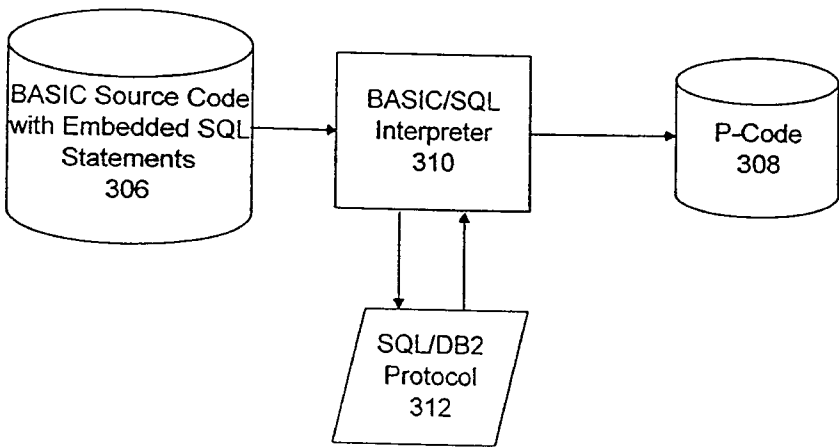 BASIC Source Code
with Embedded SQL
Statements
306
BASIC/SQL
Interpreter
310
P-Code
308
SQL/DB2
Protocol
312